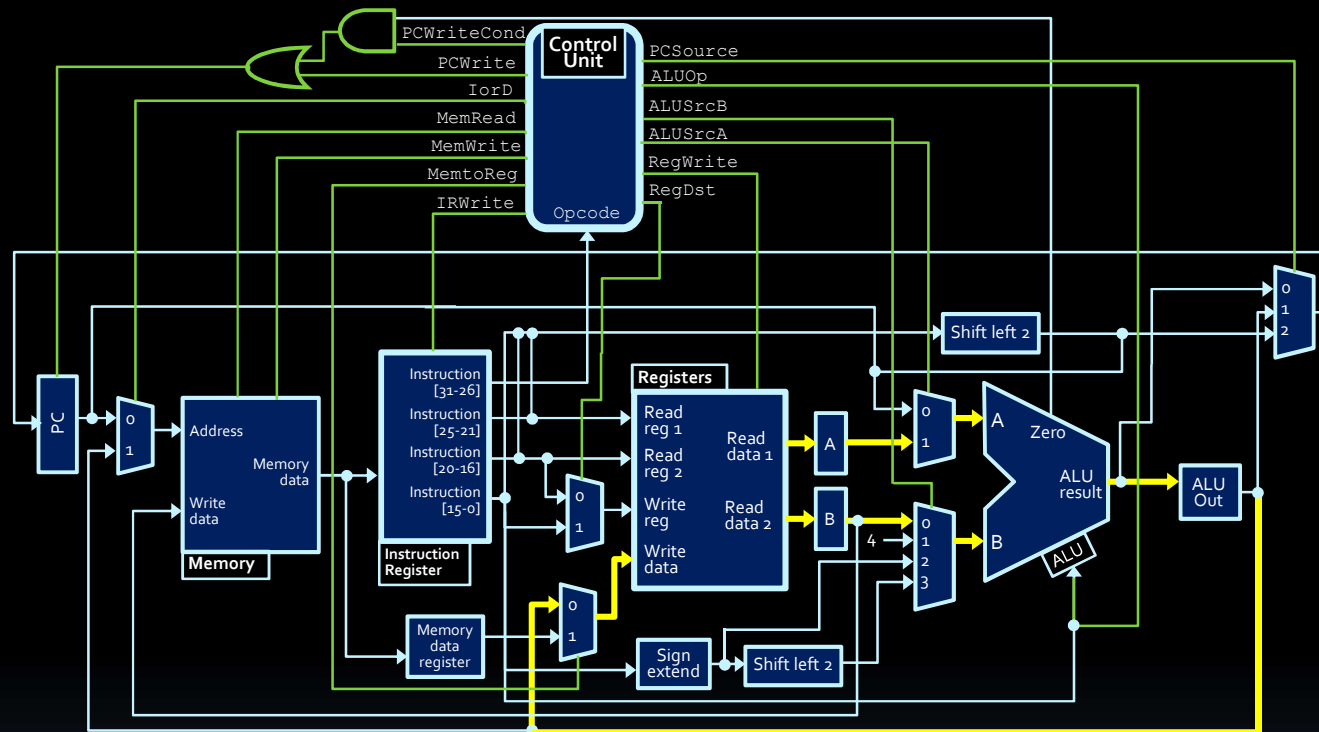 PCWriteCond
PCWrite
IorD
MemRead
MemWrite
MemtoReg
IRWrite
Control
Unit
Opcode
PCSource
ALUOp
ALUSrcB
ALUSrcA
RegWrite
RegDst
0
1
2
Shift left 2
PC
0
1
Address
Memory
data
Write
data
Memory
Instruction
[31-26]
Instruction
[25-21]
Instruction
[20-16]
Instruction
[15-0]
Instruction
Register
0
1
Registers
Read
reg 1
Read
reg 2
Write
reg
Write
data
Read
data 1
Read
data 2
A
B
0
1
4
0
1
2
3
A
B
Zero
ALU
result
ALU
ALU
Out
Memory
data
register
0
1
Sign
extend
Shift left 2